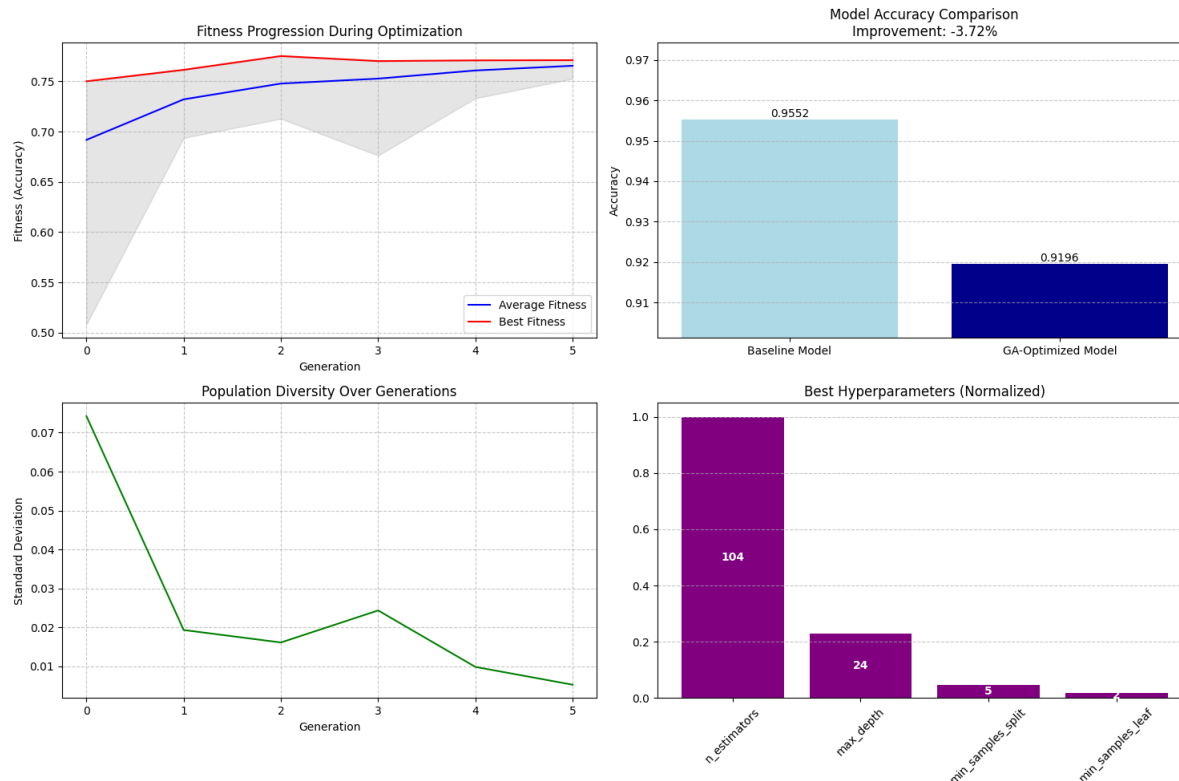 Fitness Progression During Optimization
Fitness (Accuracy)
0.75
0.70
0.65
0.60
0.55
0.50
Average Fitness
Best Fitness
0 1 2 3 4 5
Generation
Model Accuracy Comparison
Improvement: -3.72%
Accuracy
0.97
0.96
0.95
0.94
0.93
0.92
0.91
0.9552
0.9196
Baseline Model GA-Optimized Model
Population Diversity Over Generations
Standard Deviation
0.07
0.06
0.05
0.04
0.03
0.02
0.01
0 1 2 3 4 5
Generation
Best Hyperparameters (Normalized)
1.0
0.8
0.6
0.4
0.2
0.0
104
24
5
2
n_estimators
max_depth
min_samples_split
min_samples_leaf